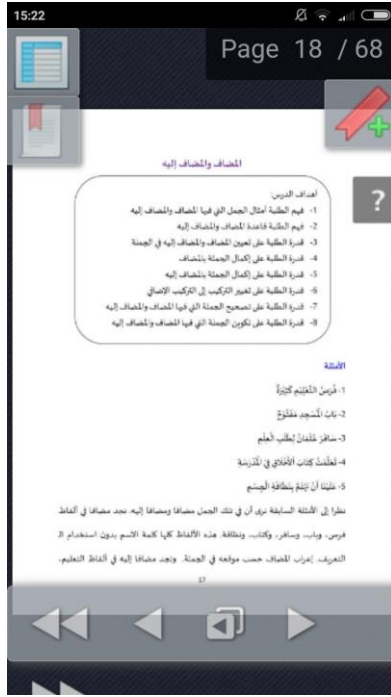 15:22
Page 18 / 68
المضاف والمضاف إليه
أهداف الدرس:
1- فهم الطلبة أمثال الجمل التي فيها المضاف والمضاف إليه
2- فهم الطلبة قاعدة المضاف والمضاف إليه
3- قدرة الطلبة على تعيين المضاف والمضاف إليه في الجملة
4- قدرة الطلبة على إكمال الجملة بالمضاف
5- قدرة الطلبة على إكمال الجملة بالمضاف إليه
6- قدرة الطلبة على تغيير التركيب إلى التركيب الإضافي
7- قدرة الطلبة على تصحيح الجملة التي فيها المضاف والمضاف إليه
8- قدرة الطلبة على تكوين الجملة التي فيها المضاف والمضاف إليه
?
الأمثلة
1- فُرَصُ التَّعْلِيْمِ كَثِيْرَةٌ
2- بَابُ الْمَسْجِدِ مَفْتُوْحٌ
3- سَافَرَ عُثْمَانُ لِطَلَبِ الْعِلْمِ
4- تَعَلَّمْتُ كِتَابَ الْأَخْلَاقِ فِي الْمَدْرَسَةِ
5- عَلَيْنَا أَنْ نَهْتَمَّ بِنَظَافَةِ الْجِسْمِ
نظرا إلى الأمثلة السابقة نرى أن في تلك الجمل مضافا ومضافا إليه. نجد مضافا في ألفاظ
فرص، وباب، وسافر، وكتاب، ونظافة. هذه الألفاظ كلها كلمة الاسم بدون استخدام ال
التعريف. إعراب المضاف حسب موقعه في الجملة. ونجد مضافا إليه في ألفاظ التعليم،
17